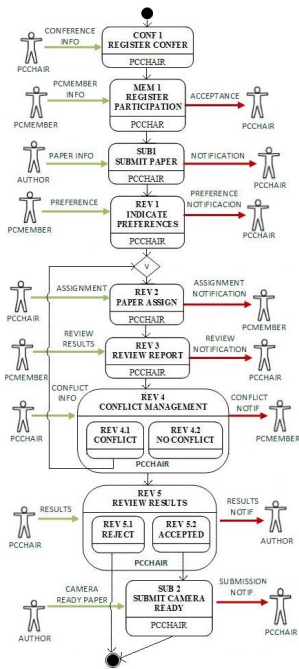 CONFERENCE
INFO
CONF 1
REGISTER CONFER
PCCHAIR
PCCHAIR
PCMEMBER
INFO
MEM 1
REGISTER
PARTICIPATION
ACCEPTANCE
PCMEMBER
PCCHAIR
PCCHAIR
PAPER INFO
SUB1
SUBMIT PAPER
NOTIFICATION
AUTHOR
PCCHAIR
PCCHAIR
PREFERENCE
REV 1
INDICATE
PREFERENCES
PREFERENCE
NOTIFICACION
PCMEMBER
PCCHAIR
PCCHAIR
V
ASSIGNMENT
REV 2
PAPER ASSIGN
ASSIGNMENT
NOTIFICATION
PCCHAIR
PCCHAIR
PCMEMBER
REVIEW
RESULTS
REV 3
REVIEW REPORT
REVIEW
NOTIFICATION
PCMEMBER
PCCHAIR
PCCHAIR
CONFLICT
INFO
REV 4
CONFLICT MANAGEMENT
CONFLICT
NOTIF
REV 4.1
CONFLICT
REV 4.2
NO CONFLICT
PCCHAIR
PCCHAIR
PCMEMBER
RESULTS
REV 5
REVIEW RESULTS
RESULTS
NOTIF
REV 5.1
REJECT
REV 5.2
ACCEPTED
PCCHAIR
PCCHAIR
AUTHOR
CAMERA
READY PAPER
SUB 2
SUBMIT CAMERA
READY
SUBMISSION
NOTIF.
AUTHOR
PCCHAIR
PCCHAIR